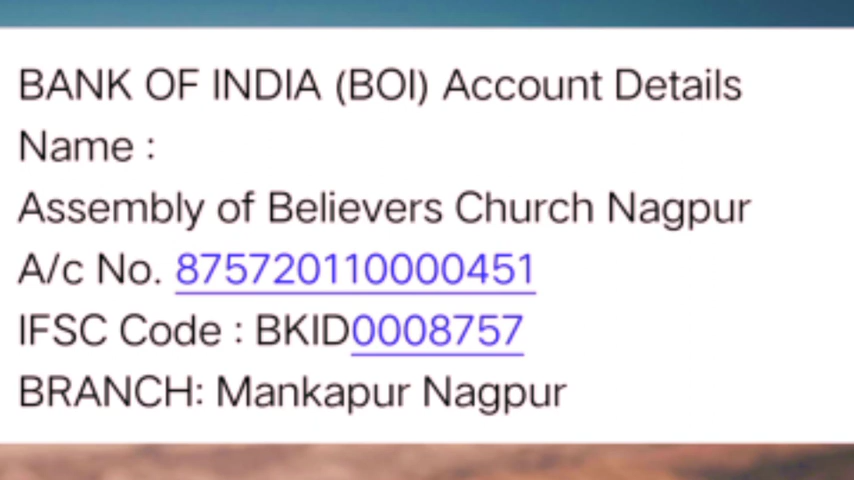 BANK OF INDIA (BOI) Account Details
Name :
Assembly of Believers Church Nagpur
A/c No. 875720110000451
IFSC Code : BKID0008757
BRANCH: Mankapur Nagpur